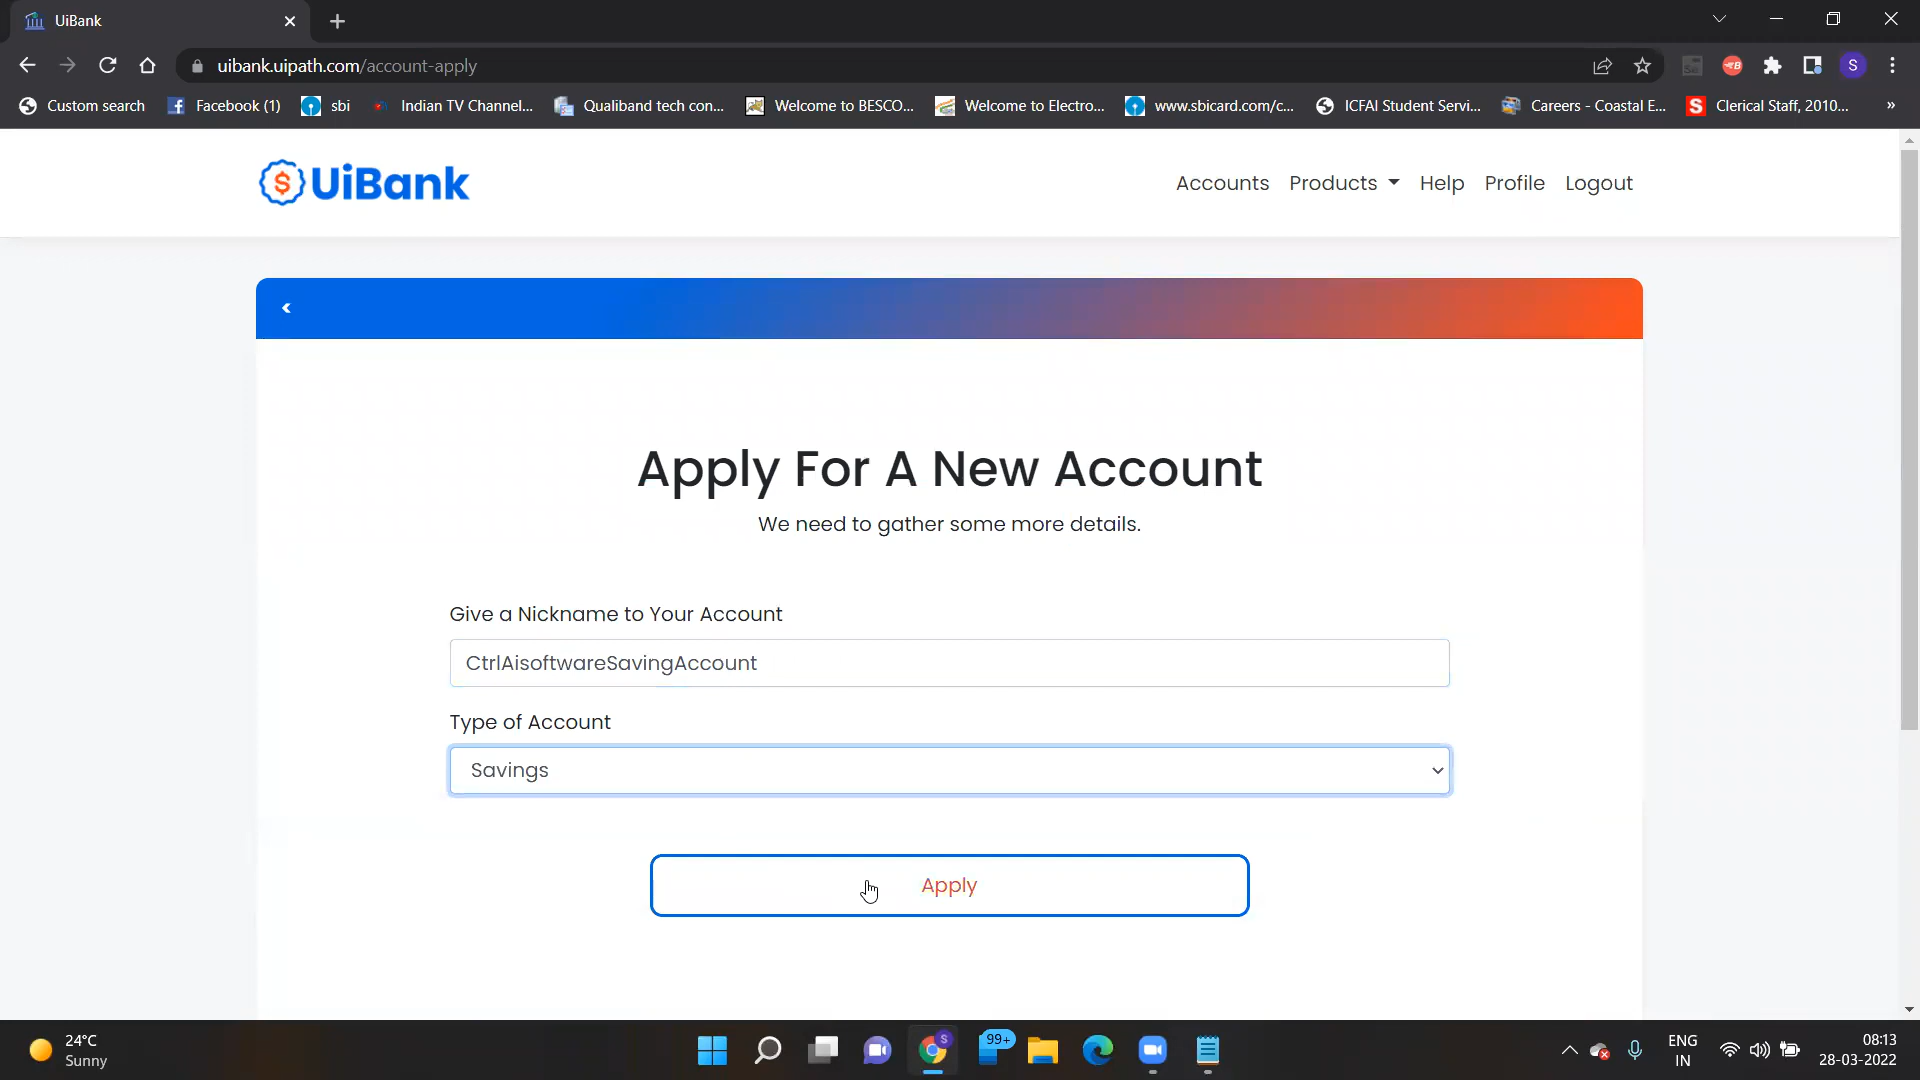 UiBank
uibank.uipath.com/account-apply
S
Custom search
Facebook (1)
sbi
Indian TV Channel...
Qualiband tech con...
Welcome to BESCO...
Welcome to Electro...
www.sbicard.com/c...
ICFAI Student Servi...
Careers - Coastal E...
S
Clerical Staff, 2010...
»
$ UiBank
Accounts
Products
Help
Profile
Logout
Apply For A New Account
We need to gather some more details.
Give a Nickname to Your Account
CtrlAisoftwareSavingAccount
Type of Account
Savings
Apply
24°C
Sunny
S
99+
ENG
IN
08:13
28-03-2022